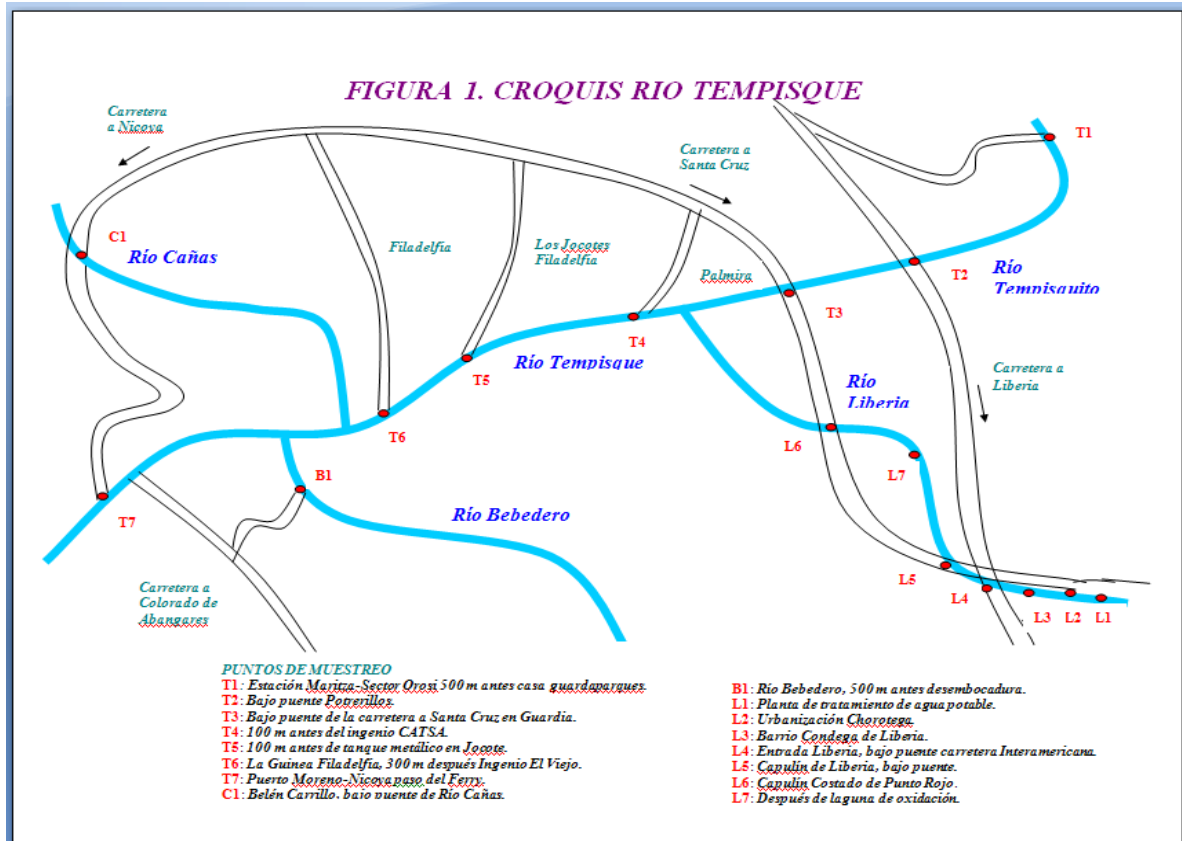 FIGURA 1. CROQUIS RIO TEMPISQUE
Carretera
a Nicoya
Carretera a
Santa Cruz
T1
C1
Río Cañas
Filadelfia
Los Jocotes
Filadelfia
Palmira
T2
Río
Tempisquito
T3
T4
Río Tempisque
T5
Carretera a
Liberia
Río
Liberia
T6
L6
L7
B1
Río Bebedero
T7
Carretera a
Colorado de
Abangares
L5
L4
L3
L2
L1
PUNTOS DE MUESTREO
T1: Estación Maritza-Sector Orosi 500 m antes casa guardaparques.
T2: Bajo puente Potrerillos.
T3: Bajo puente de la carretera a Santa Cruz en Guardia.
T4: 100 m antes del ingenio CATSA.
T5: 100 m antes de tanque metálico en Jocote.
T6: La Guinea Filadelfia, 300 m después Ingenio El Viejo.
T7: Puerto Moreno-Nicoya paso del Ferry.
C1: Belén Carrillo, bajo puente de Río Cañas.
B1: Río Bebedero, 500 m antes desembocadura.
L1: Planta de tratamiento de agua potable.
L2: Urbanización Chorotega.
L3: Barrio Condega de Liberia.
L4: Entrada Liberia, bajo puente carretera Interamericana.
L5: Capulín de Liberia, bajo puente.
L6: Capulín Costado de Punto Rojo.
L7: Después de laguna de oxidación.